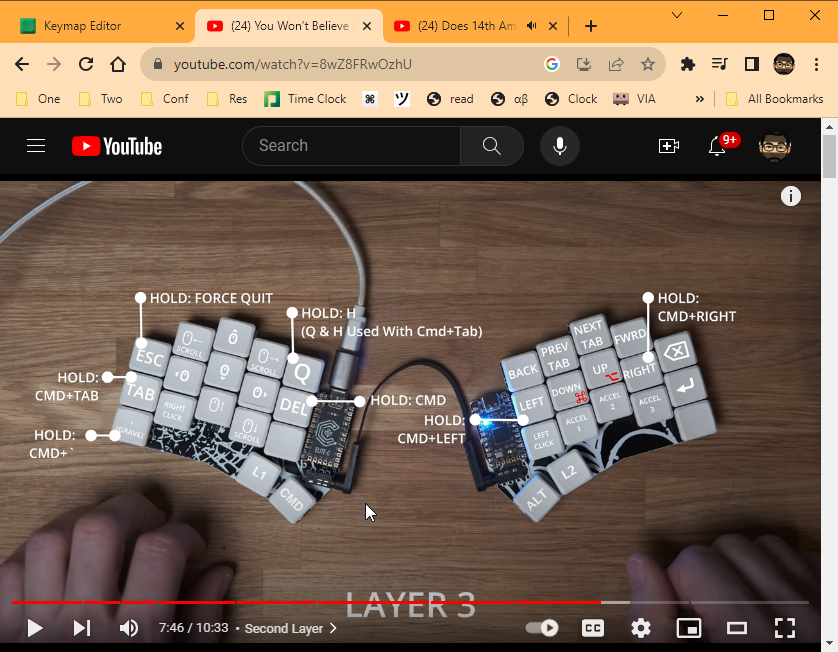 Keymap Editor
(24) You Won’t Believe
(24) Does 14th Am
youtube.com/watch?v=8wZ8FRwOzhU
One
Two
Conf
Res
Time Clock
ツ
read
αβ
Clock
VIA
»
All Bookmarks
YouTube
Search
9+
HOLD: FORCE QUIT
HOLD: H
(Q & H Used With Cmd+Tab)
HOLD:
CMD+RIGHT
HOLD:
CMD+TAB
HOLD: CMD
HOLD:
CMD+LEFT
HOLD:
CMD+`
ESC
SCROLL
SCROLL
Q
TAB
DEL
RIGHT
CLICK
SCROLL
(GRAVE)
L1
CMD
ELITE-C
BACK
PREV
TAB
NEXT
TAB
FWRD
LEFT
DOWN
⌘
UP
⌥
RIGHT
LEFT
CLICK
ACCEL
1
ACCEL
2
ACCEL
3
ALT
L2
LAYER 3
7:46 / 10:33 • Second Layer >
CC